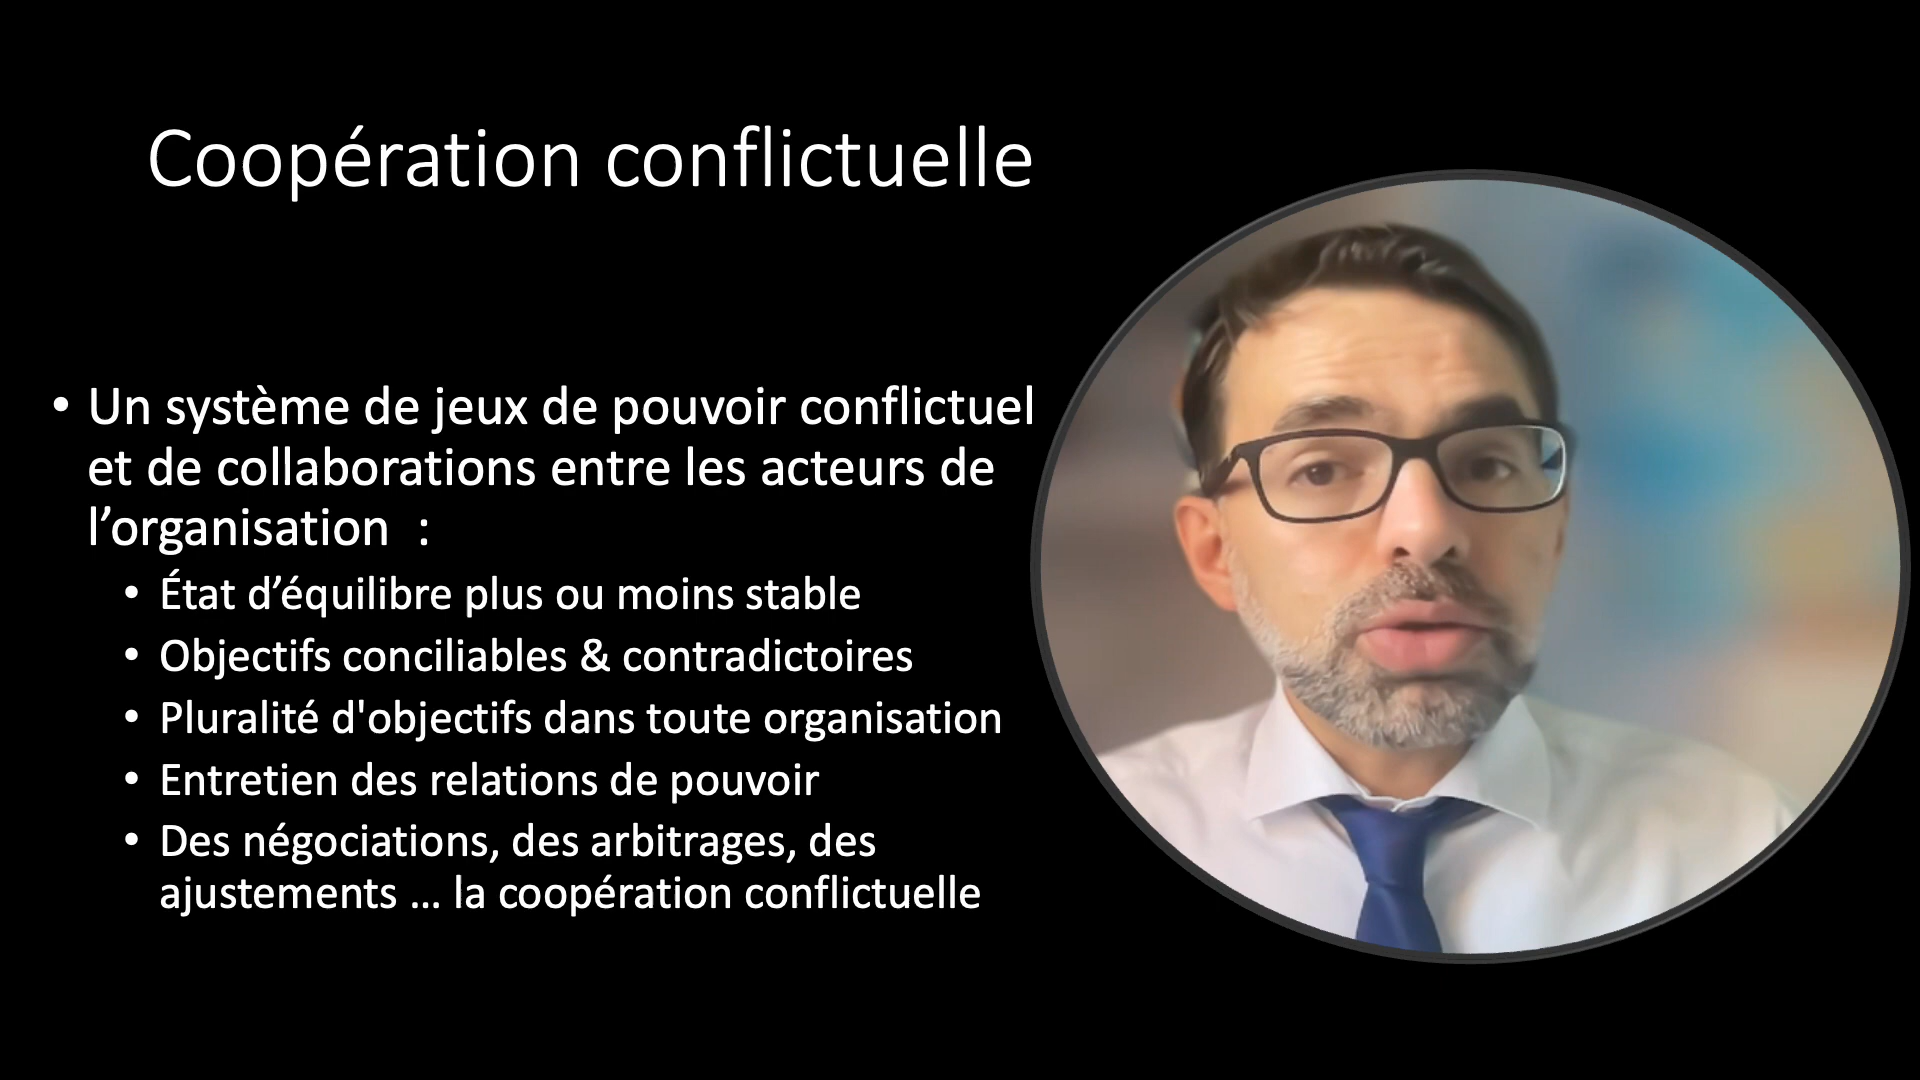 Coopération conflictuelle
• Un système de jeux de pouvoir conflictuel
et de collaborations entre les acteurs de
l’organisation  :
• État d’équilibre plus ou moins stable
• Objectifs conciliables & contradictoires
• Pluralité d'objectifs dans toute organisation
• Entretien des relations de pouvoir
• Des négociations, des arbitrages, des
ajustements … la coopération conflictuelle